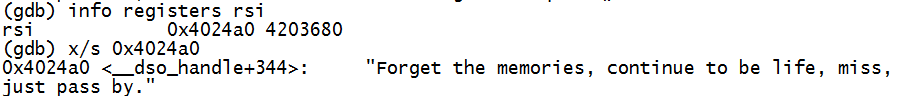 (gdb) info registers rsi
rsi            0x4024a0 4203680
(gdb) x/s 0x4024a0
0x4024a0 <__dso_handle+344>:     "Forget the memories, continue to be life, miss,
just pass by."